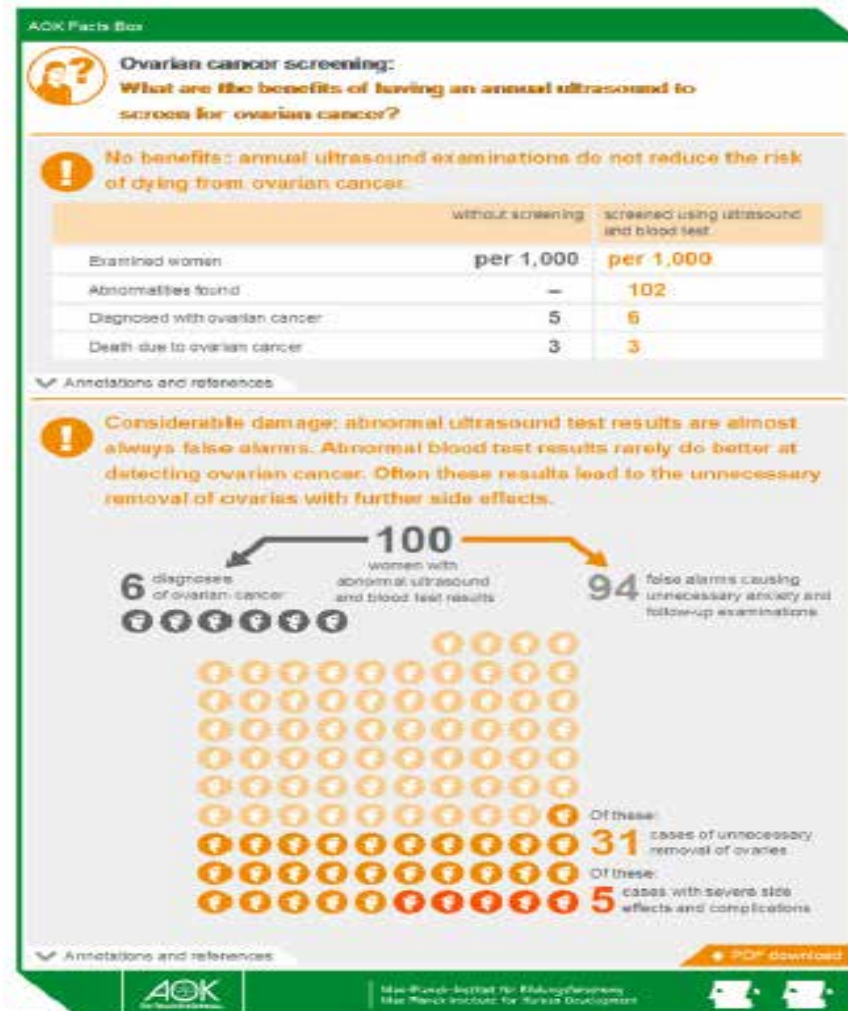 AOK Facts Box
Ovarian cancer screening:
What are the benefits of having an annual ultrasound to
screen for ovarian cancer?
No benefits: annual ultrasound examinations do not reduce the risk
of dying from ovarian cancer.
without screening screened using ultrasound
and blood test
Examined women per 1,000 per 1,000
Abnormalities found – 102
Diagnosed with ovarian cancer 5 6
Death due to ovarian cancer 3 3
Annotations and references
Considerable damage: abnormal ultrasound test results are almost
always false alarms. Abnormal blood test results rarely do better at
detecting ovarian cancer. Often these results lead to the unnecessary
removal of ovaries with further side effects.
100
women with
abnormal ultrasound
and blood test results
6 diagnoses
of ovarian cancer
94 false alarms causing
unnecessary anxiety and
follow-up examinations
Of these:
31 cases of unnecessary
removal of ovaries
Of these:
5 cases with severe side
effects and complications
Annotations and references
PDF download
AOK
Max-Planck-Institut für Bildungsforschung
Max Planck Institute for Human Development